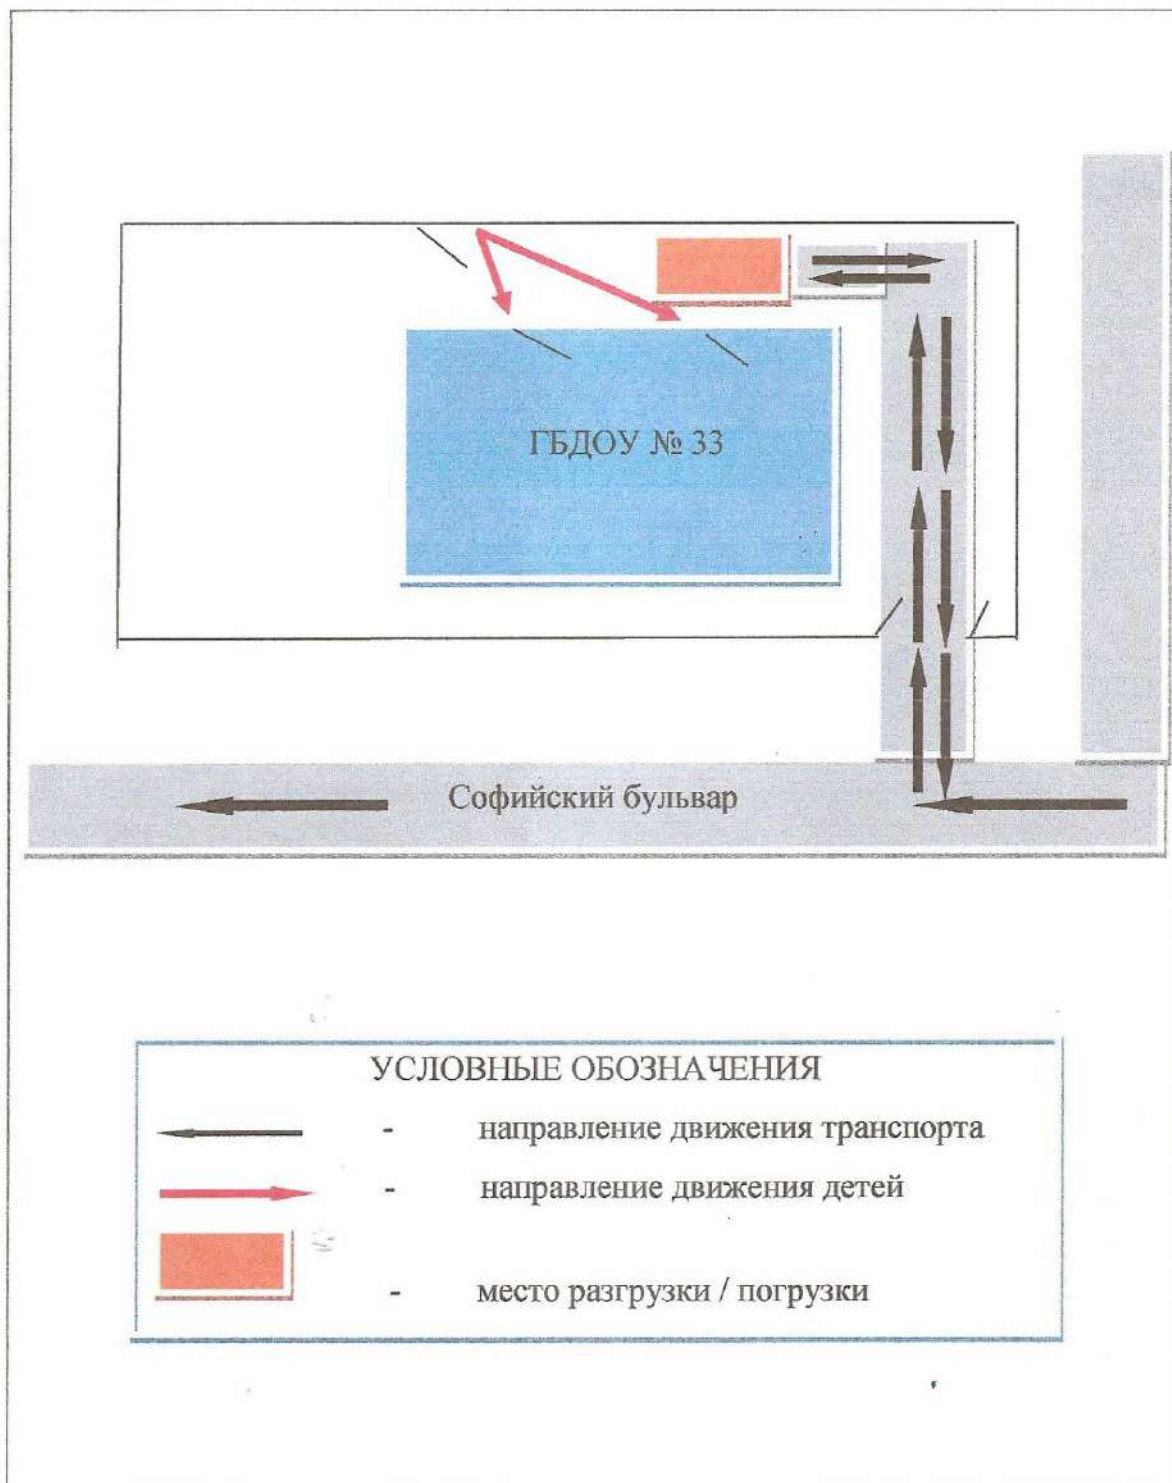 ГБДОУ № 33
Софийский бульвар
УСЛОВНЫЕ ОБОЗНАЧЕНИЯ
- направление движения транспорта
- направление движения детей
- место разгрузки / погрузки